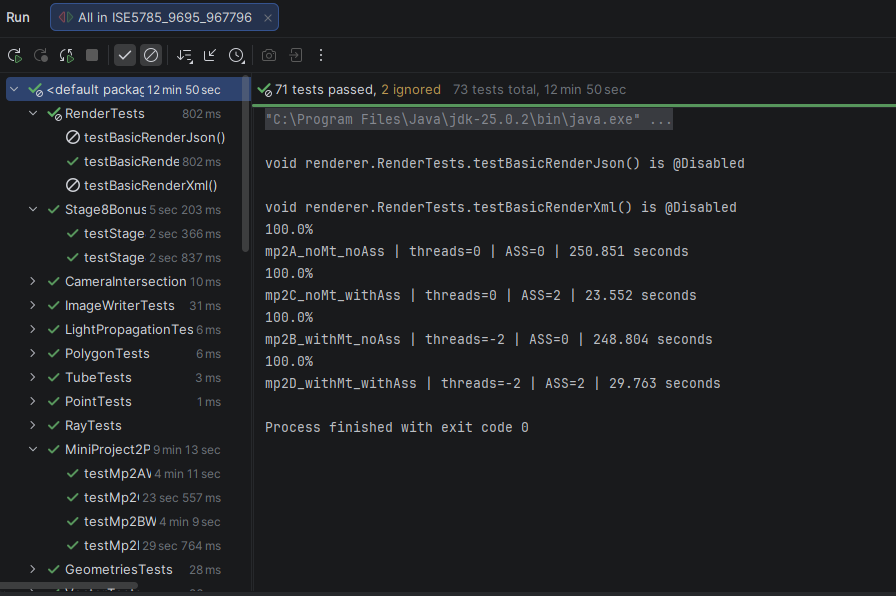 Run
All in ISE5785_9695_967796
71 tests passed, 2 ignored 73 tests total, 12 min 50 sec
<default packag 12 min 50 sec
RenderTests 802 ms
testBasicRenderJson()
testBasicRende 802 ms
testBasicRenderXml()
Stage8Bonus 5 sec 203 ms
testStage 2 sec 366 ms
testStage 2 sec 837 ms
CameraIntersection 10 ms
ImageWriterTests 31 ms
LightPropagationTes 6 ms
PolygonTests 6 ms
TubeTests 3 ms
PointTests 1 ms
RayTests
MiniProject2P 9 min 13 sec
testMp2A 4 min 11 sec
testMp2 23 sec 557 ms
testMp2BW 4 min 9 sec
testMp2 29 sec 764 ms
GeometriesTests 28 ms
"C:\Program Files\Java\jdk-25.0.2\bin\java.exe" ...
void renderer.RenderTests.testBasicRenderJson() is @Disabled
void renderer.RenderTests.testBasicRenderXml() is @Disabled
100.0%
mp2A_noMt_noAss | threads=0 | ASS=0 | 250.851 seconds
100.0%
mp2C_noMt_withAss | threads=0 | ASS=2 | 23.552 seconds
100.0%
mp2B_withMt_noAss | threads=-2 | ASS=0 | 248.804 seconds
100.0%
mp2D_withMt_withAss | threads=-2 | ASS=2 | 29.763 seconds
Process finished with exit code 0